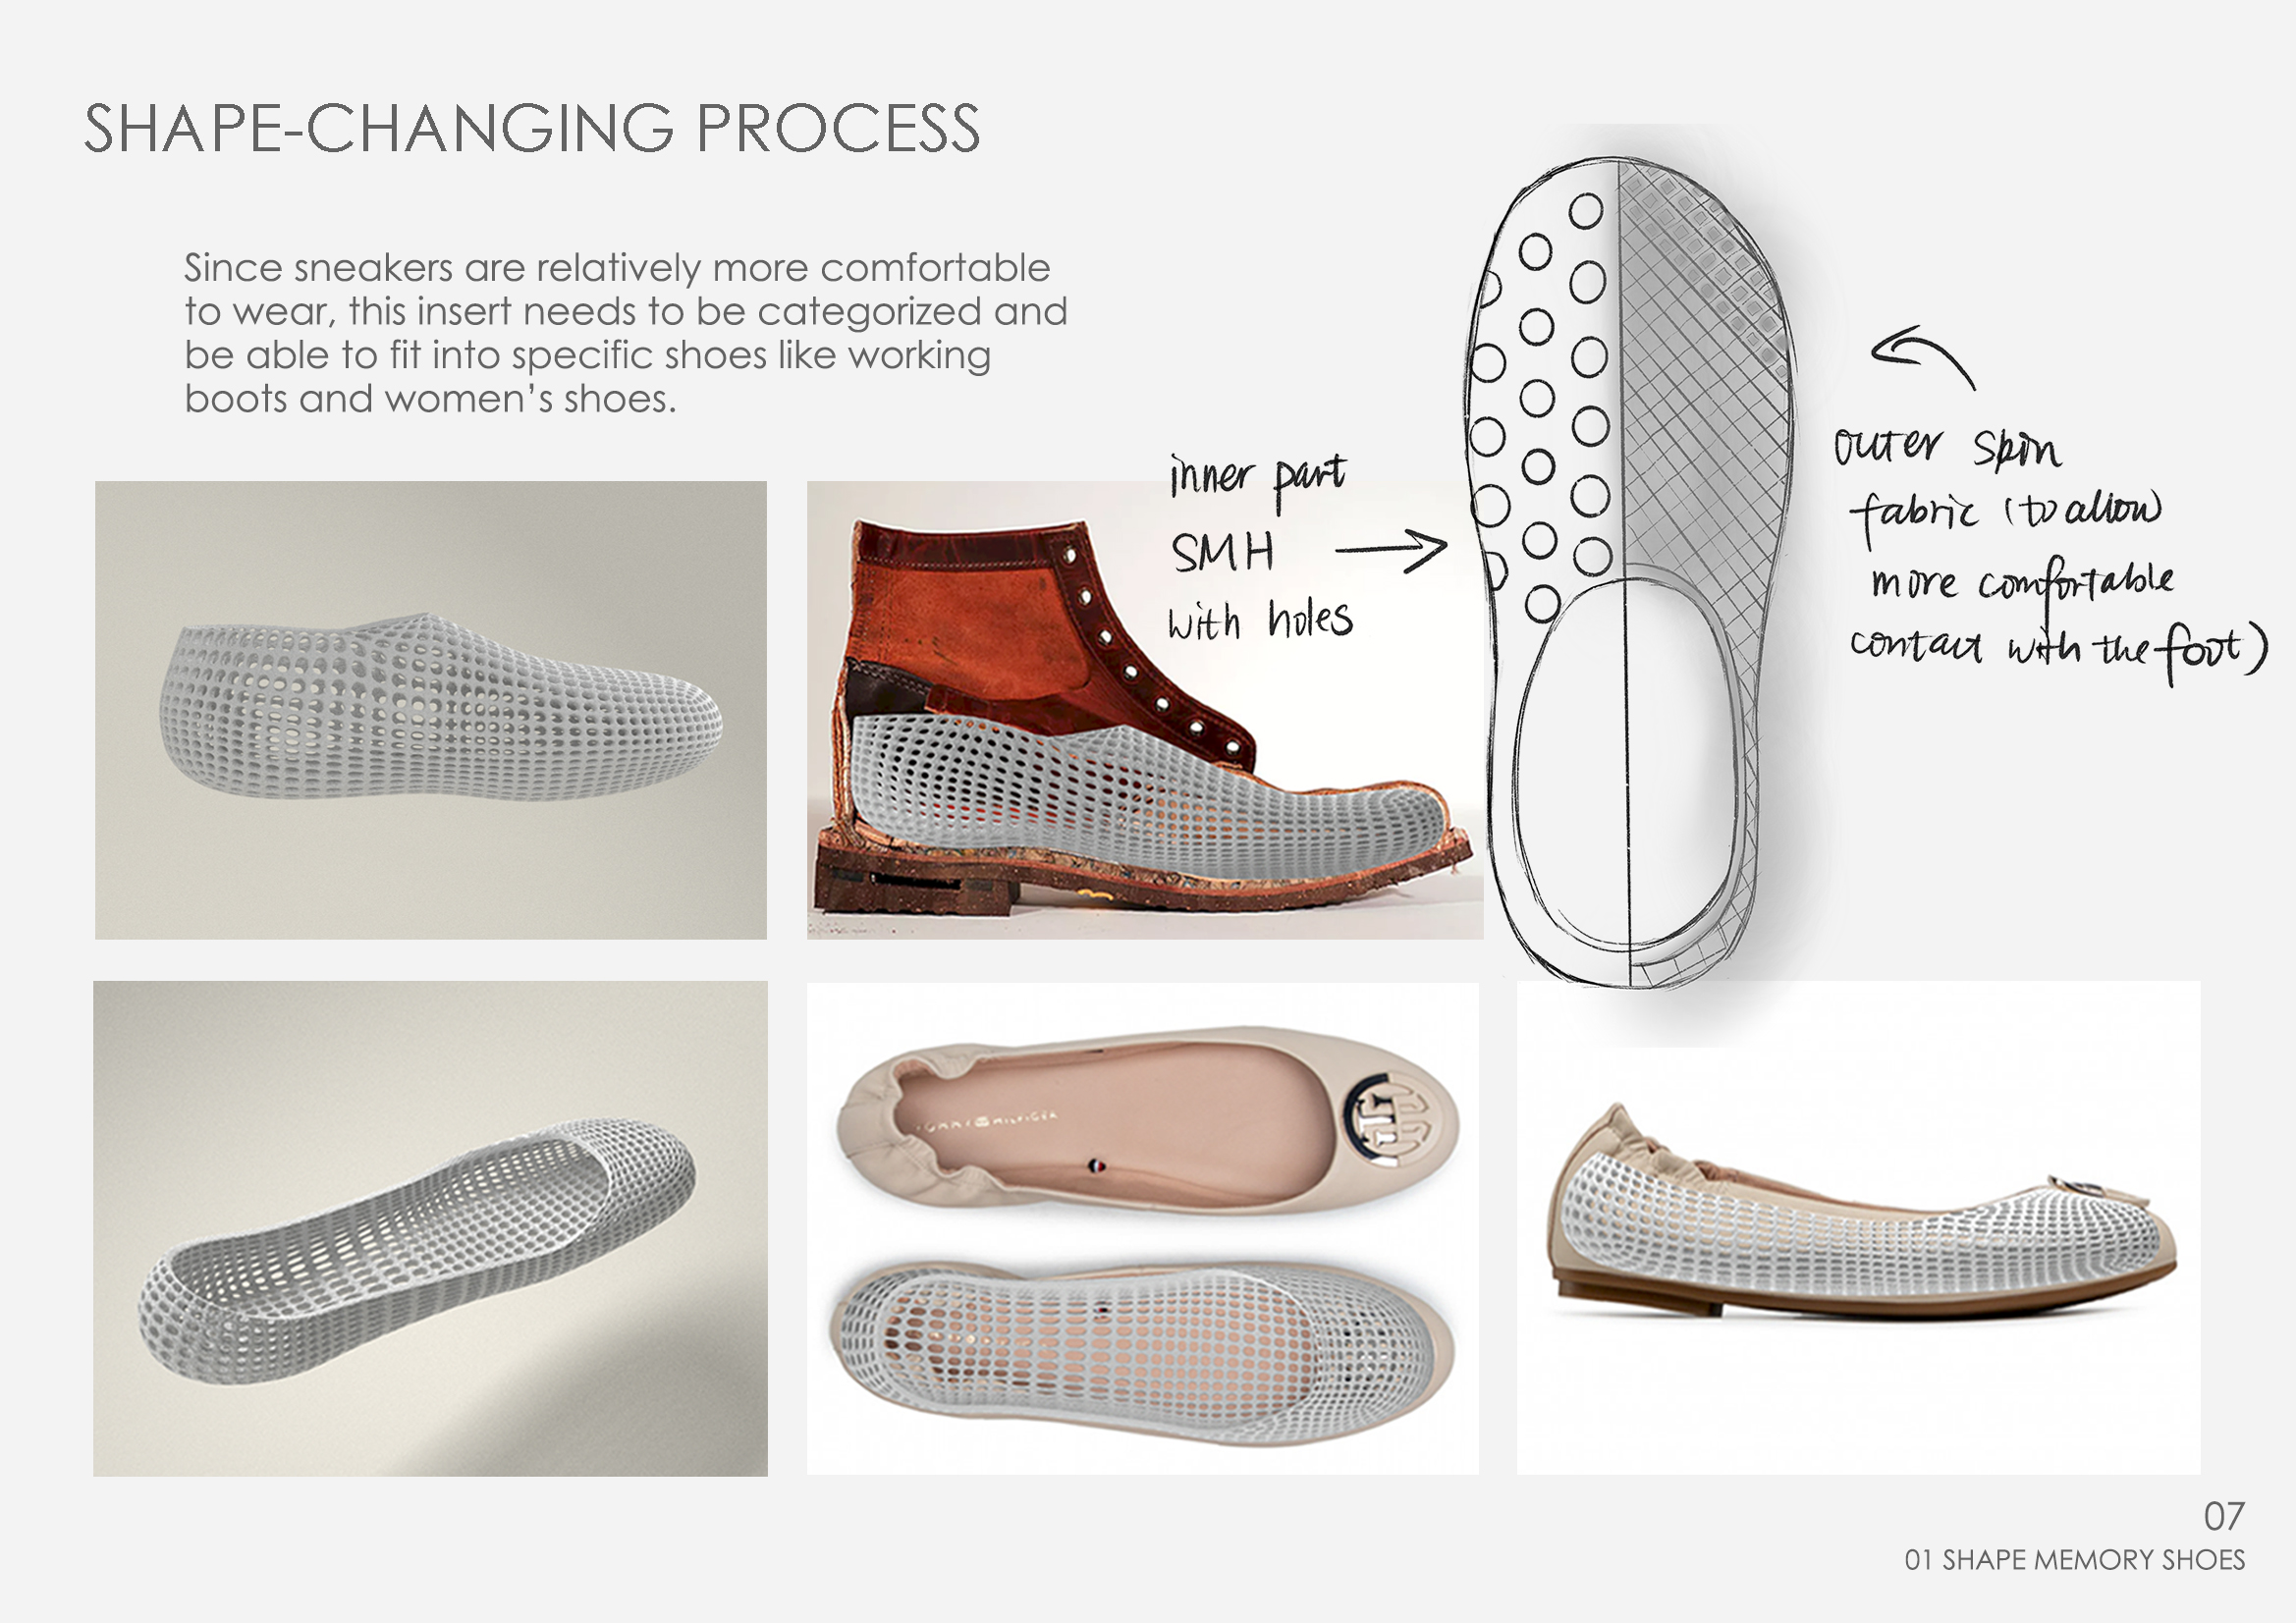 SHAPE-CHANGING PROCESS
Since sneakers are relatively more comfortable
to wear, this insert needs to be categorized and
be able to fit into specific shoes like working
boots and women's shoes.
inner part
SMH
with holes
outer skin
fabric (to allow
more comfortable
contact with the foot)
TOMMY HILFIGER
07
01 SHAPE MEMORY SHOES